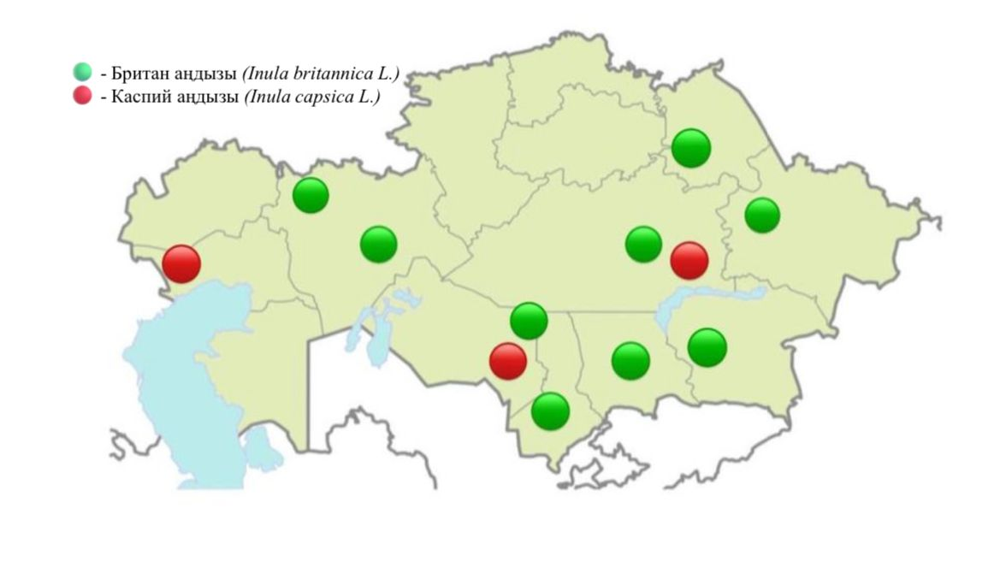 - Британ аңдызы (Inula britannica L.)
- Каспий аңдызы (Inula capsica L.)